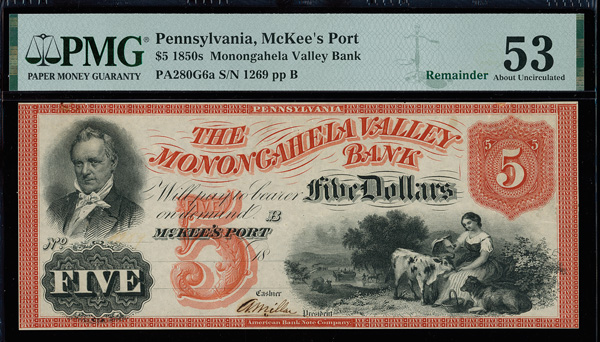 PMG
PAPER MONEY GUARANTY
Pennsylvania, McKee's Port
$5 1850s Monongahela Valley Bank
PA280G6a S/N 1269 pp B
Remainder
53
About Uncirculated
PENNSYLVANIA
THE
MONONGAHELA VALLEY
BANK
5 5
5
Will pay to bearer Five Dollars
on demand B
FIVE
5
McKEE'S PORT
No
18
FIVE
Cashier
President
American Bank Note Company